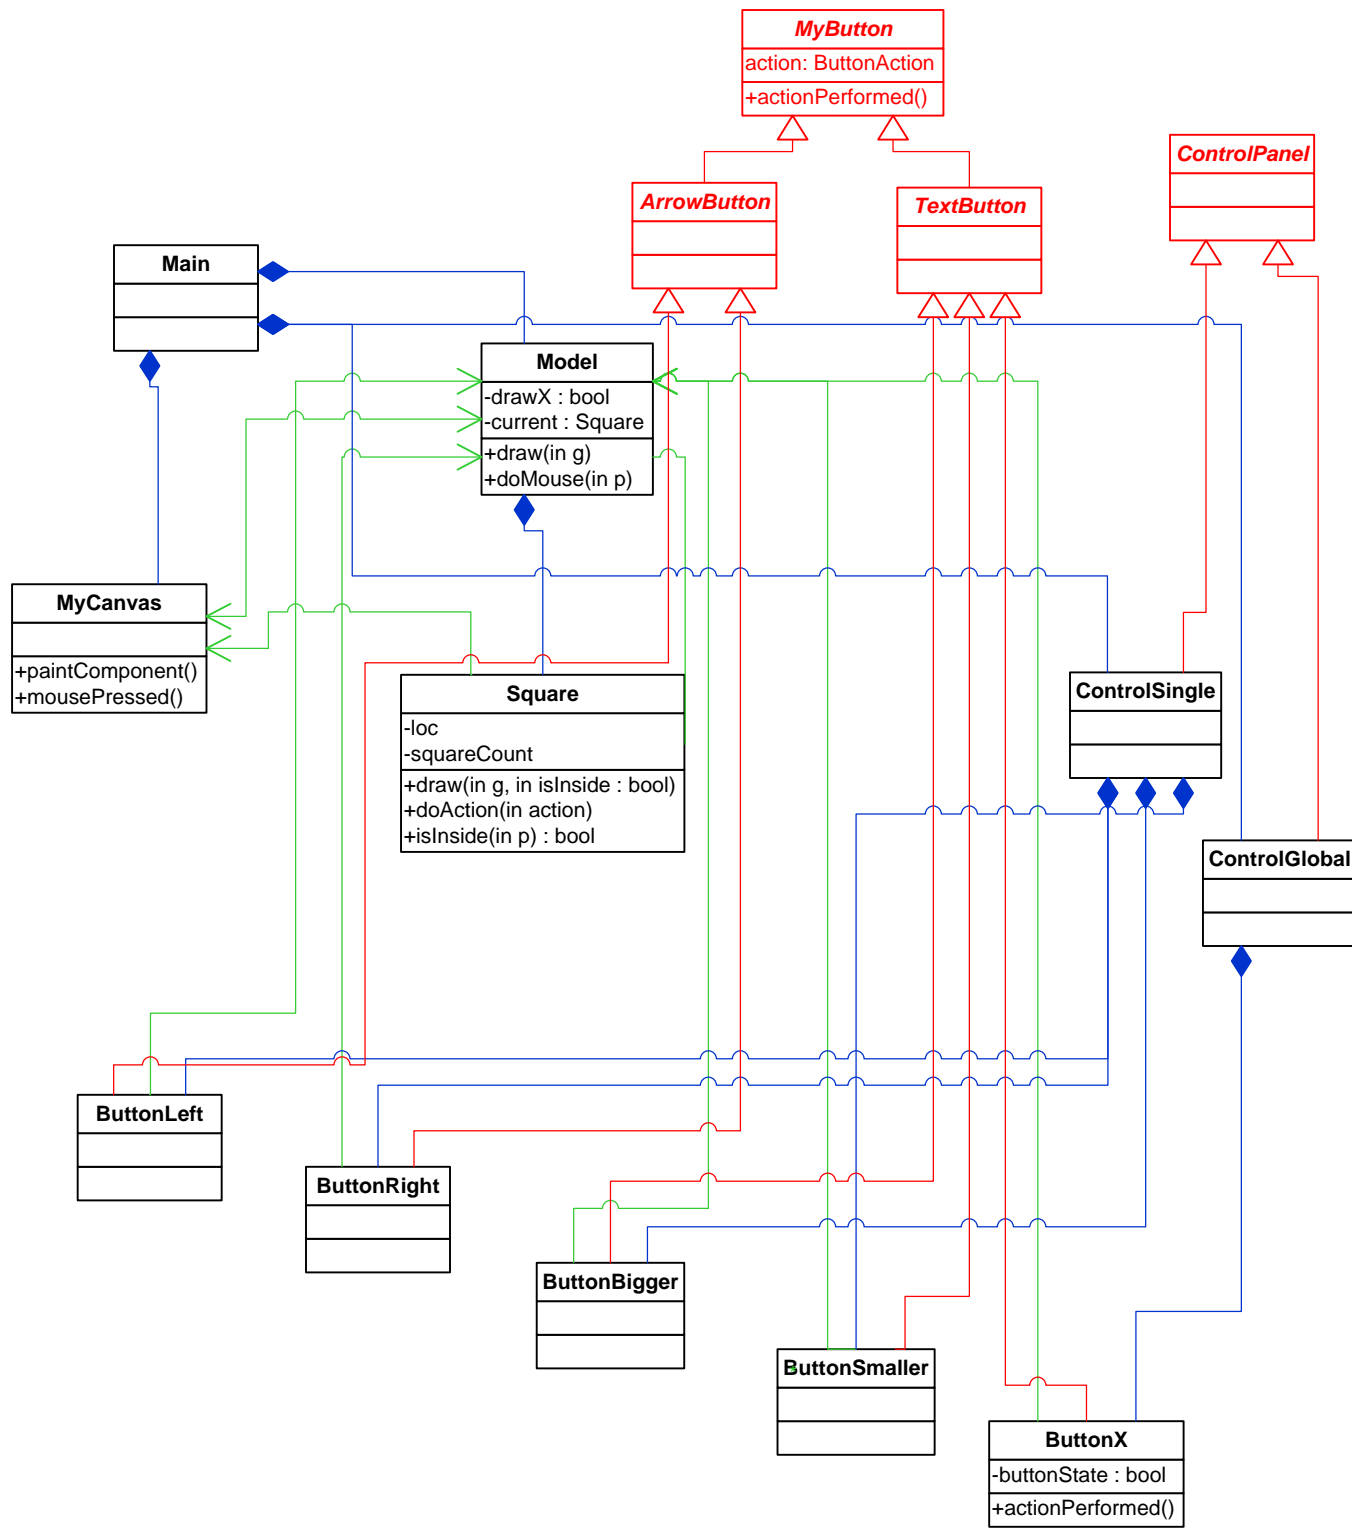 MyButton
action: ButtonAction
+actionPerformed()
ControlPanel
ArrowButton
TextButton
Main
Model
-drawX : bool
-current : Square
+draw(in g)
+doMouse(in p)
MyCanvas
+paintComponent()
+mousePressed()
Square
-loc
-squareCount
+draw(in g, in isInside : bool)
+doAction(in action)
+isInside(in p) : bool
ControlSingle
ControlGlobal
ButtonLeft
ButtonRight
ButtonBigger
ButtonSmaller
ButtonX
-buttonState : bool
+actionPerformed()